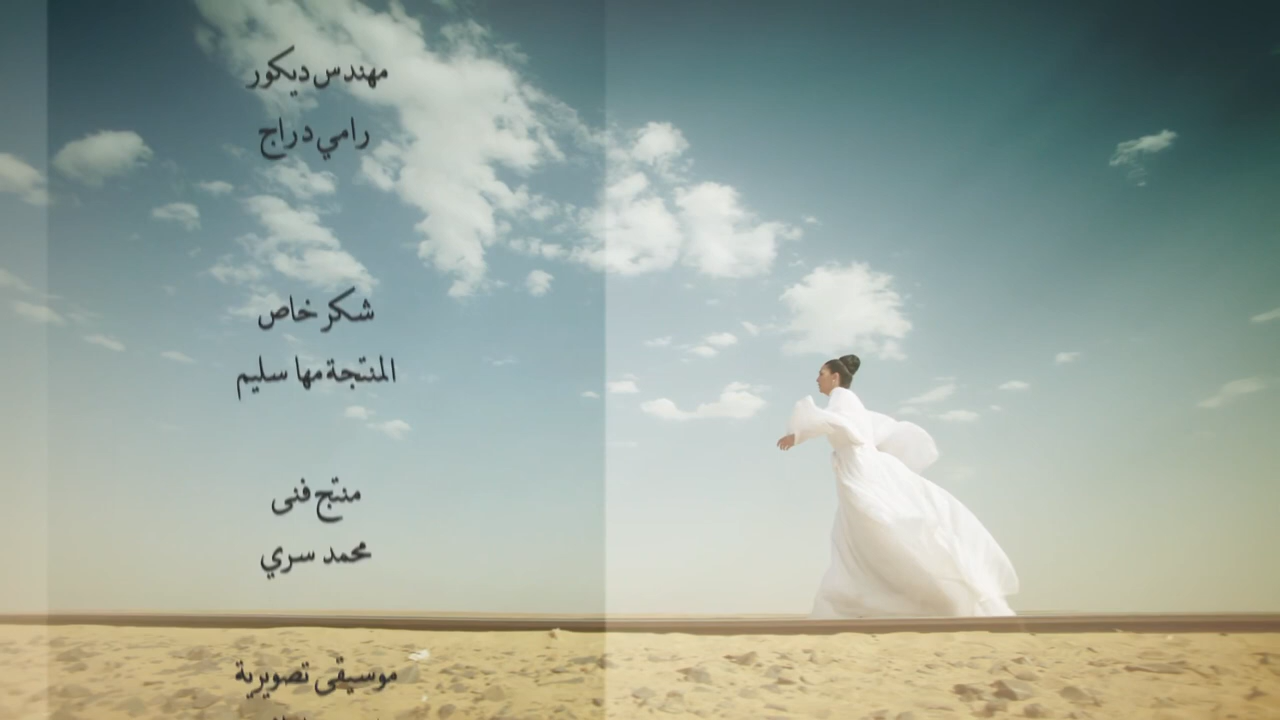 مهندس ديكور
رامي دراج
شكر خاص
المنتجة مها سليم
منتج فنى
محمد سري
موسيقى تصويرية